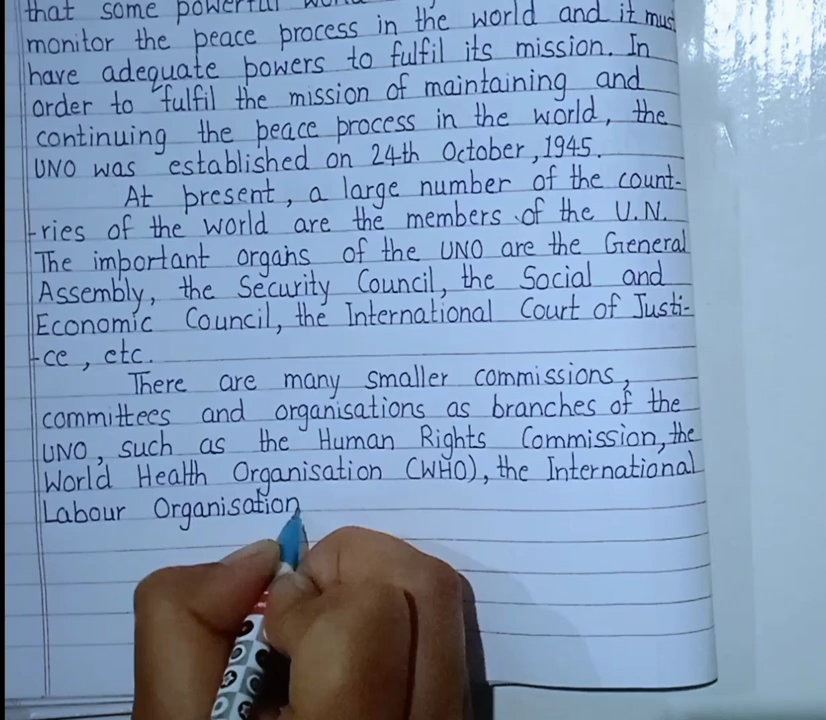 that some powerful
monitor the peace process in the world and it must
have adequate powers to fulfil its mission. In
order to fulfil the mission of maintaining and
continuing the peace process in the world, the
UNO was established on 24th October, 1945.
At present, a large number of the count-
-ries of the world are the members of the U.N.
The important organs of the UNO are the General
Assembly, the Security Council, the Social and
Economic Council, the International Court of Justi-
-ce, etc.
There are many smaller commissions,
committees and organisations as branches of the
UNO, such as the Human Rights Commission, the
World Health Organisation (WHO), the International
Labour Organisation